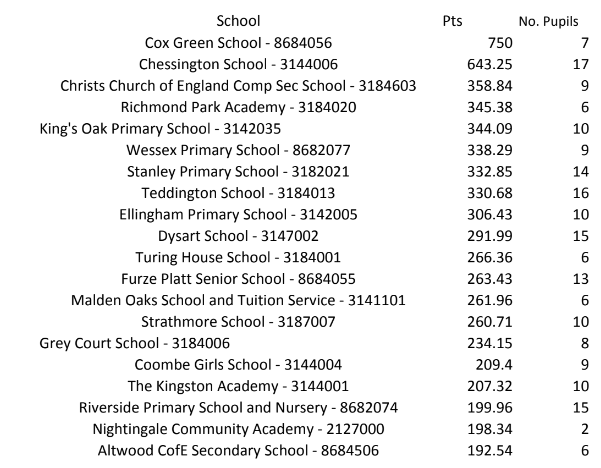 School Pts No. Pupils
Cox Green School - 8684056 750 7
Chessington School - 3144006 643.25 17
Christs Church of England Comp Sec School - 3184603 358.84 9
Richmond Park Academy - 3184020 345.38 6
King's Oak Primary School - 3142035 344.09 10
Wessex Primary School - 8682077 338.29 9
Stanley Primary School - 3182021 332.85 14
Teddington School - 3184013 330.68 16
Ellingham Primary School - 3142005 306.43 10
Dysart School - 3147002 291.99 15
Turing House School - 3184001 266.36 6
Furze Platt Senior School - 8684055 263.43 13
Malden Oaks School and Tuition Service - 3141101 261.96 6
Strathmore School - 3187007 260.71 10
Grey Court School - 3184006 234.15 8
Coombe Girls School - 3144004 209.4 9
The Kingston Academy - 3144001 207.32 10
Riverside Primary School and Nursery - 8682074 199.96 15
Nightingale Community Academy - 2127000 198.34 2
Altwood CofE Secondary School - 8684506 192.54 6